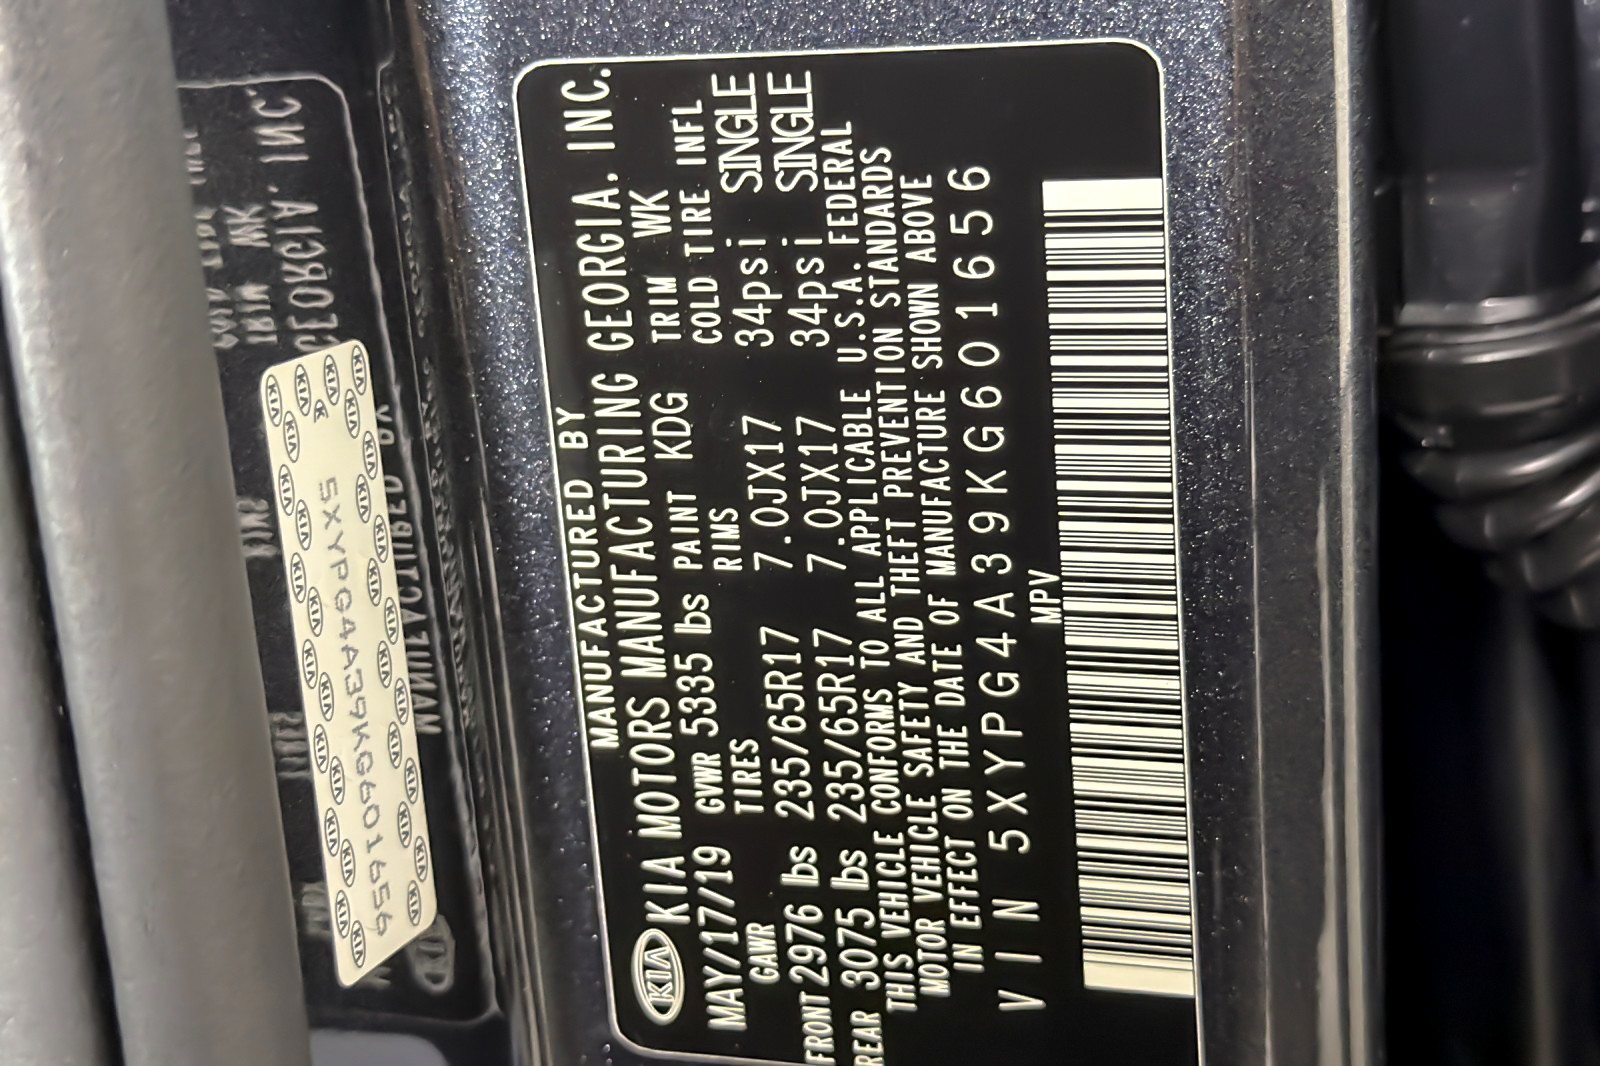 MANUFACTURED BY
KIA KIA MOTORS MANUFACTURING GEORGIA, INC.
MAY/17/19 GVWR 5335 lbs PAINT KDG TRIM WK
GAWR TIRES RIMS COLD TIRE INFL
FRONT 2976 lbs 235/65R17 7.0JX17 34psi SINGLE
REAR 3075 lbs 235/65R17 7.0JX17 34psi SINGLE
THIS VEHICLE CONFORMS TO ALL APPLICABLE U.S.A. FEDERAL
MOTOR VEHICLE SAFETY AND THEFT PREVENTION STANDARDS
IN EFFECT ON THE DATE OF MANUFACTURE SHOWN ABOVE
VIN 5XYPG4A39KG601656
MPV
5XYPG4A39KG601656